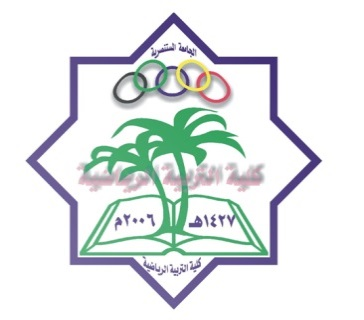 الجامعة المستنصرية
كلية التربية الرياضية
١٤٢٧هـ ٢٠٠٦م
كلية التربية الرياضية